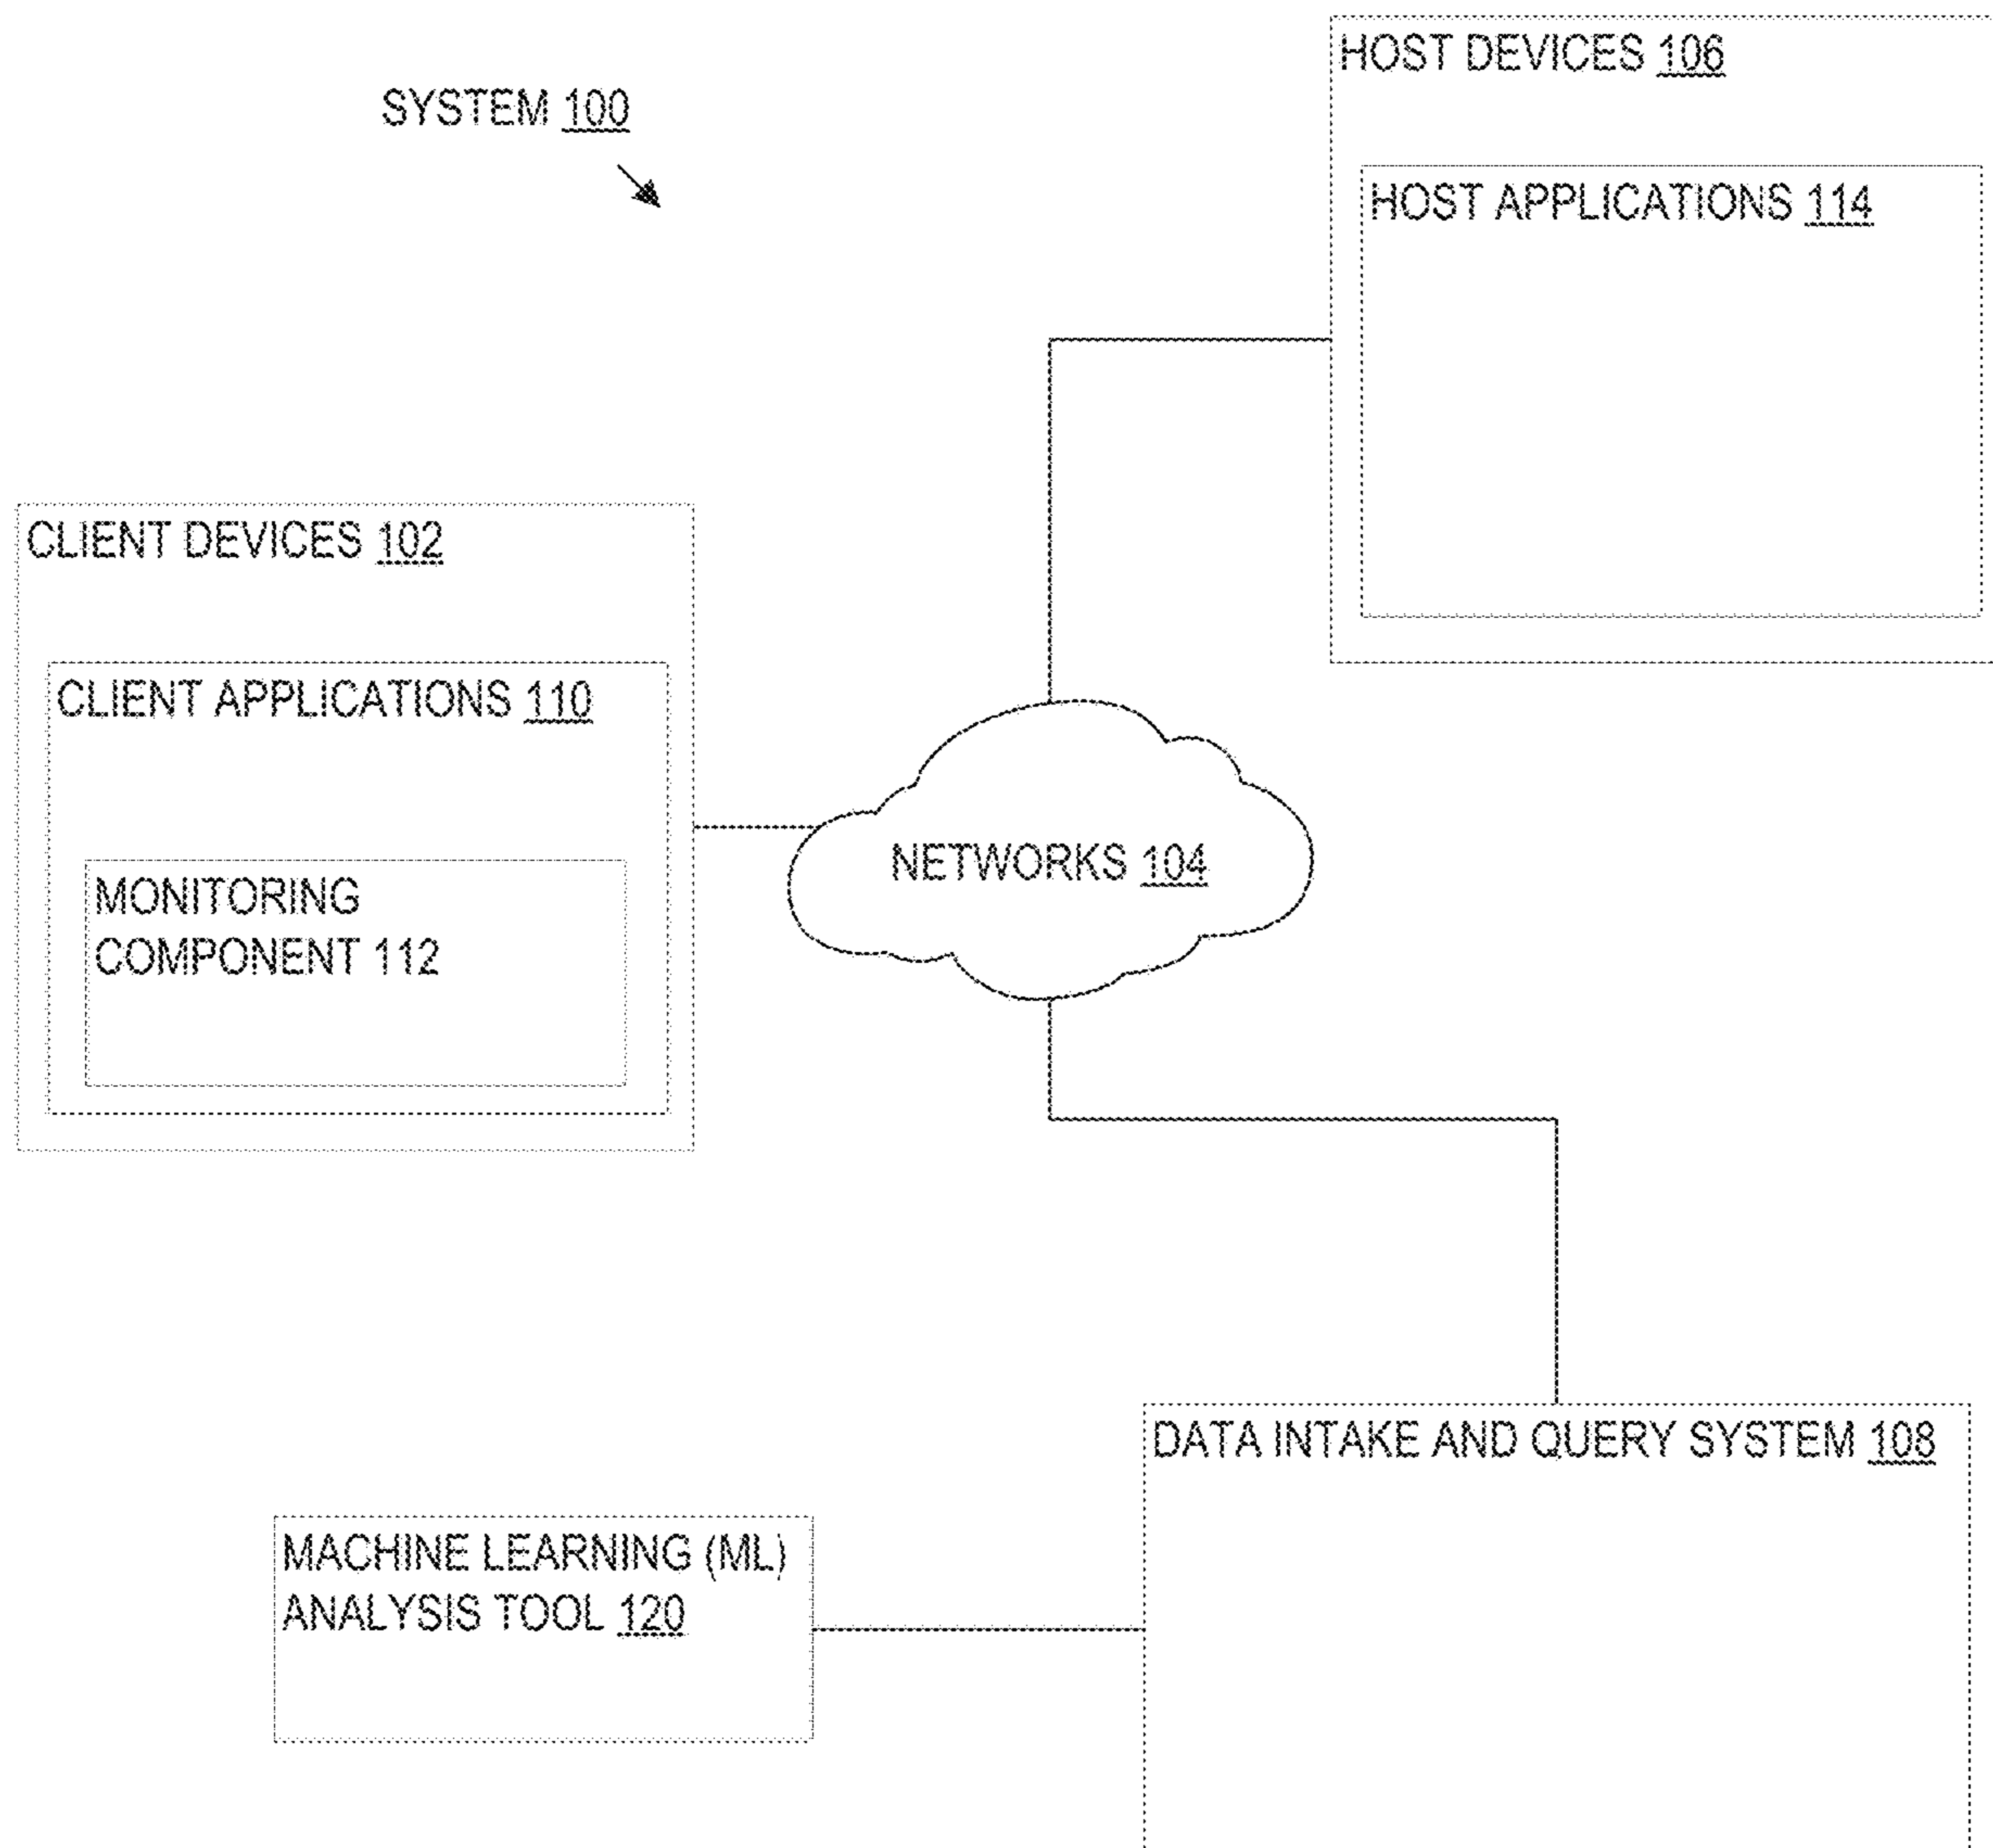 SYSTEM 100
HOST DEVICES 106
HOST APPLICATIONS 114
CLIENT DEVICES 102
CLIENT APPLICATIONS 110
MONITORING
COMPONENT 112
NETWORKS 104
DATA INTAKE AND QUERY SYSTEM 108
MACHINE LEARNING (ML)
ANALYSIS TOOL 120